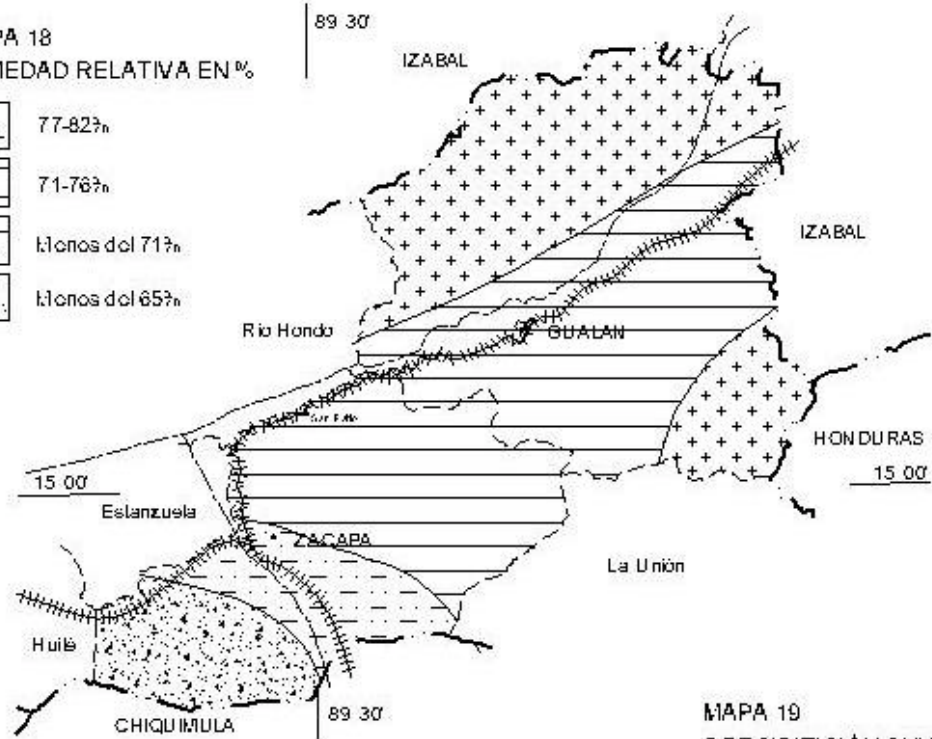 89 30'
PA 18
MEDAD RELATIVA EN %
IZABAL
77-82%
71-76%
Menos del 71%
Menos del 65%
IZABAL
Río Hondo
GUALAN
HONDURAS
15 00'
15 00'
Estanzuela
ZACAPA
La Unión
Huité
89 30'
CHIQUIMULA
MAPA 19